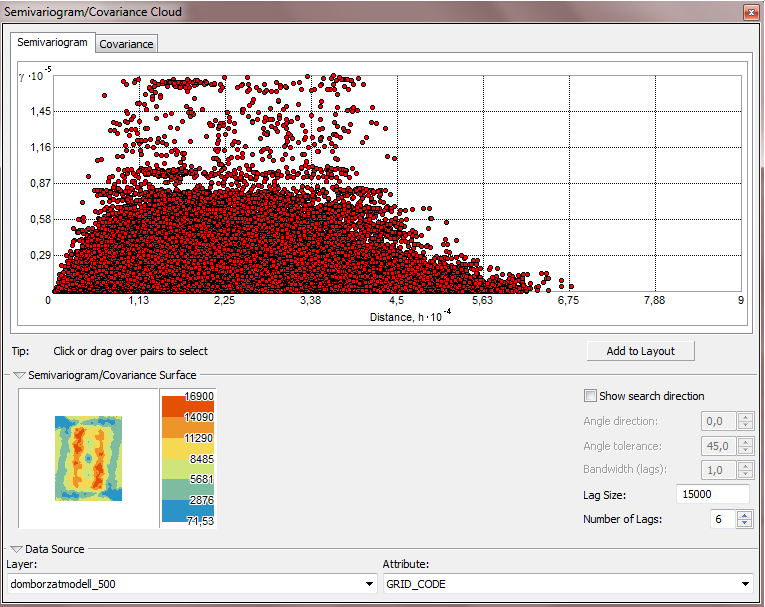 Semivariogram/Covariance Cloud
Semivariogram Covariance
γ·10⁻⁵
1,45
1,16
0,87
0,58
0,29
0 1,13 2,25 3,38 4,5 5,63 6,75 7,88 9
Distance, h·10⁻⁴
Tip: Click or drag over pairs to select Add to Layout
Semivariogram/Covariance Surface
16900
14090
11290
8485
5681
2876
71,53
Show search direction
Angle direction: 0,0
Angle tolerance: 45,0
Bandwidth (lags): 1,0
Lag Size: 15000
Number of Lags: 6
Data Source
Layer: Attribute:
domborzatmodell_500 GRID_CODE